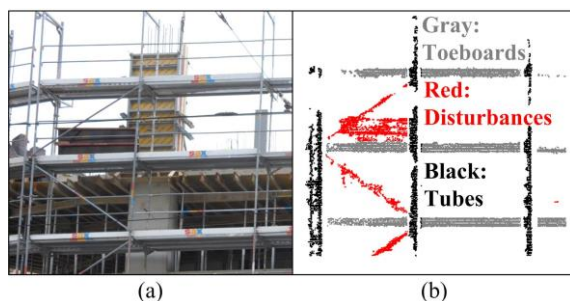 Gray:
Toeboards
Red:
Disturbances
Black:
Tubes
(a)
(b)